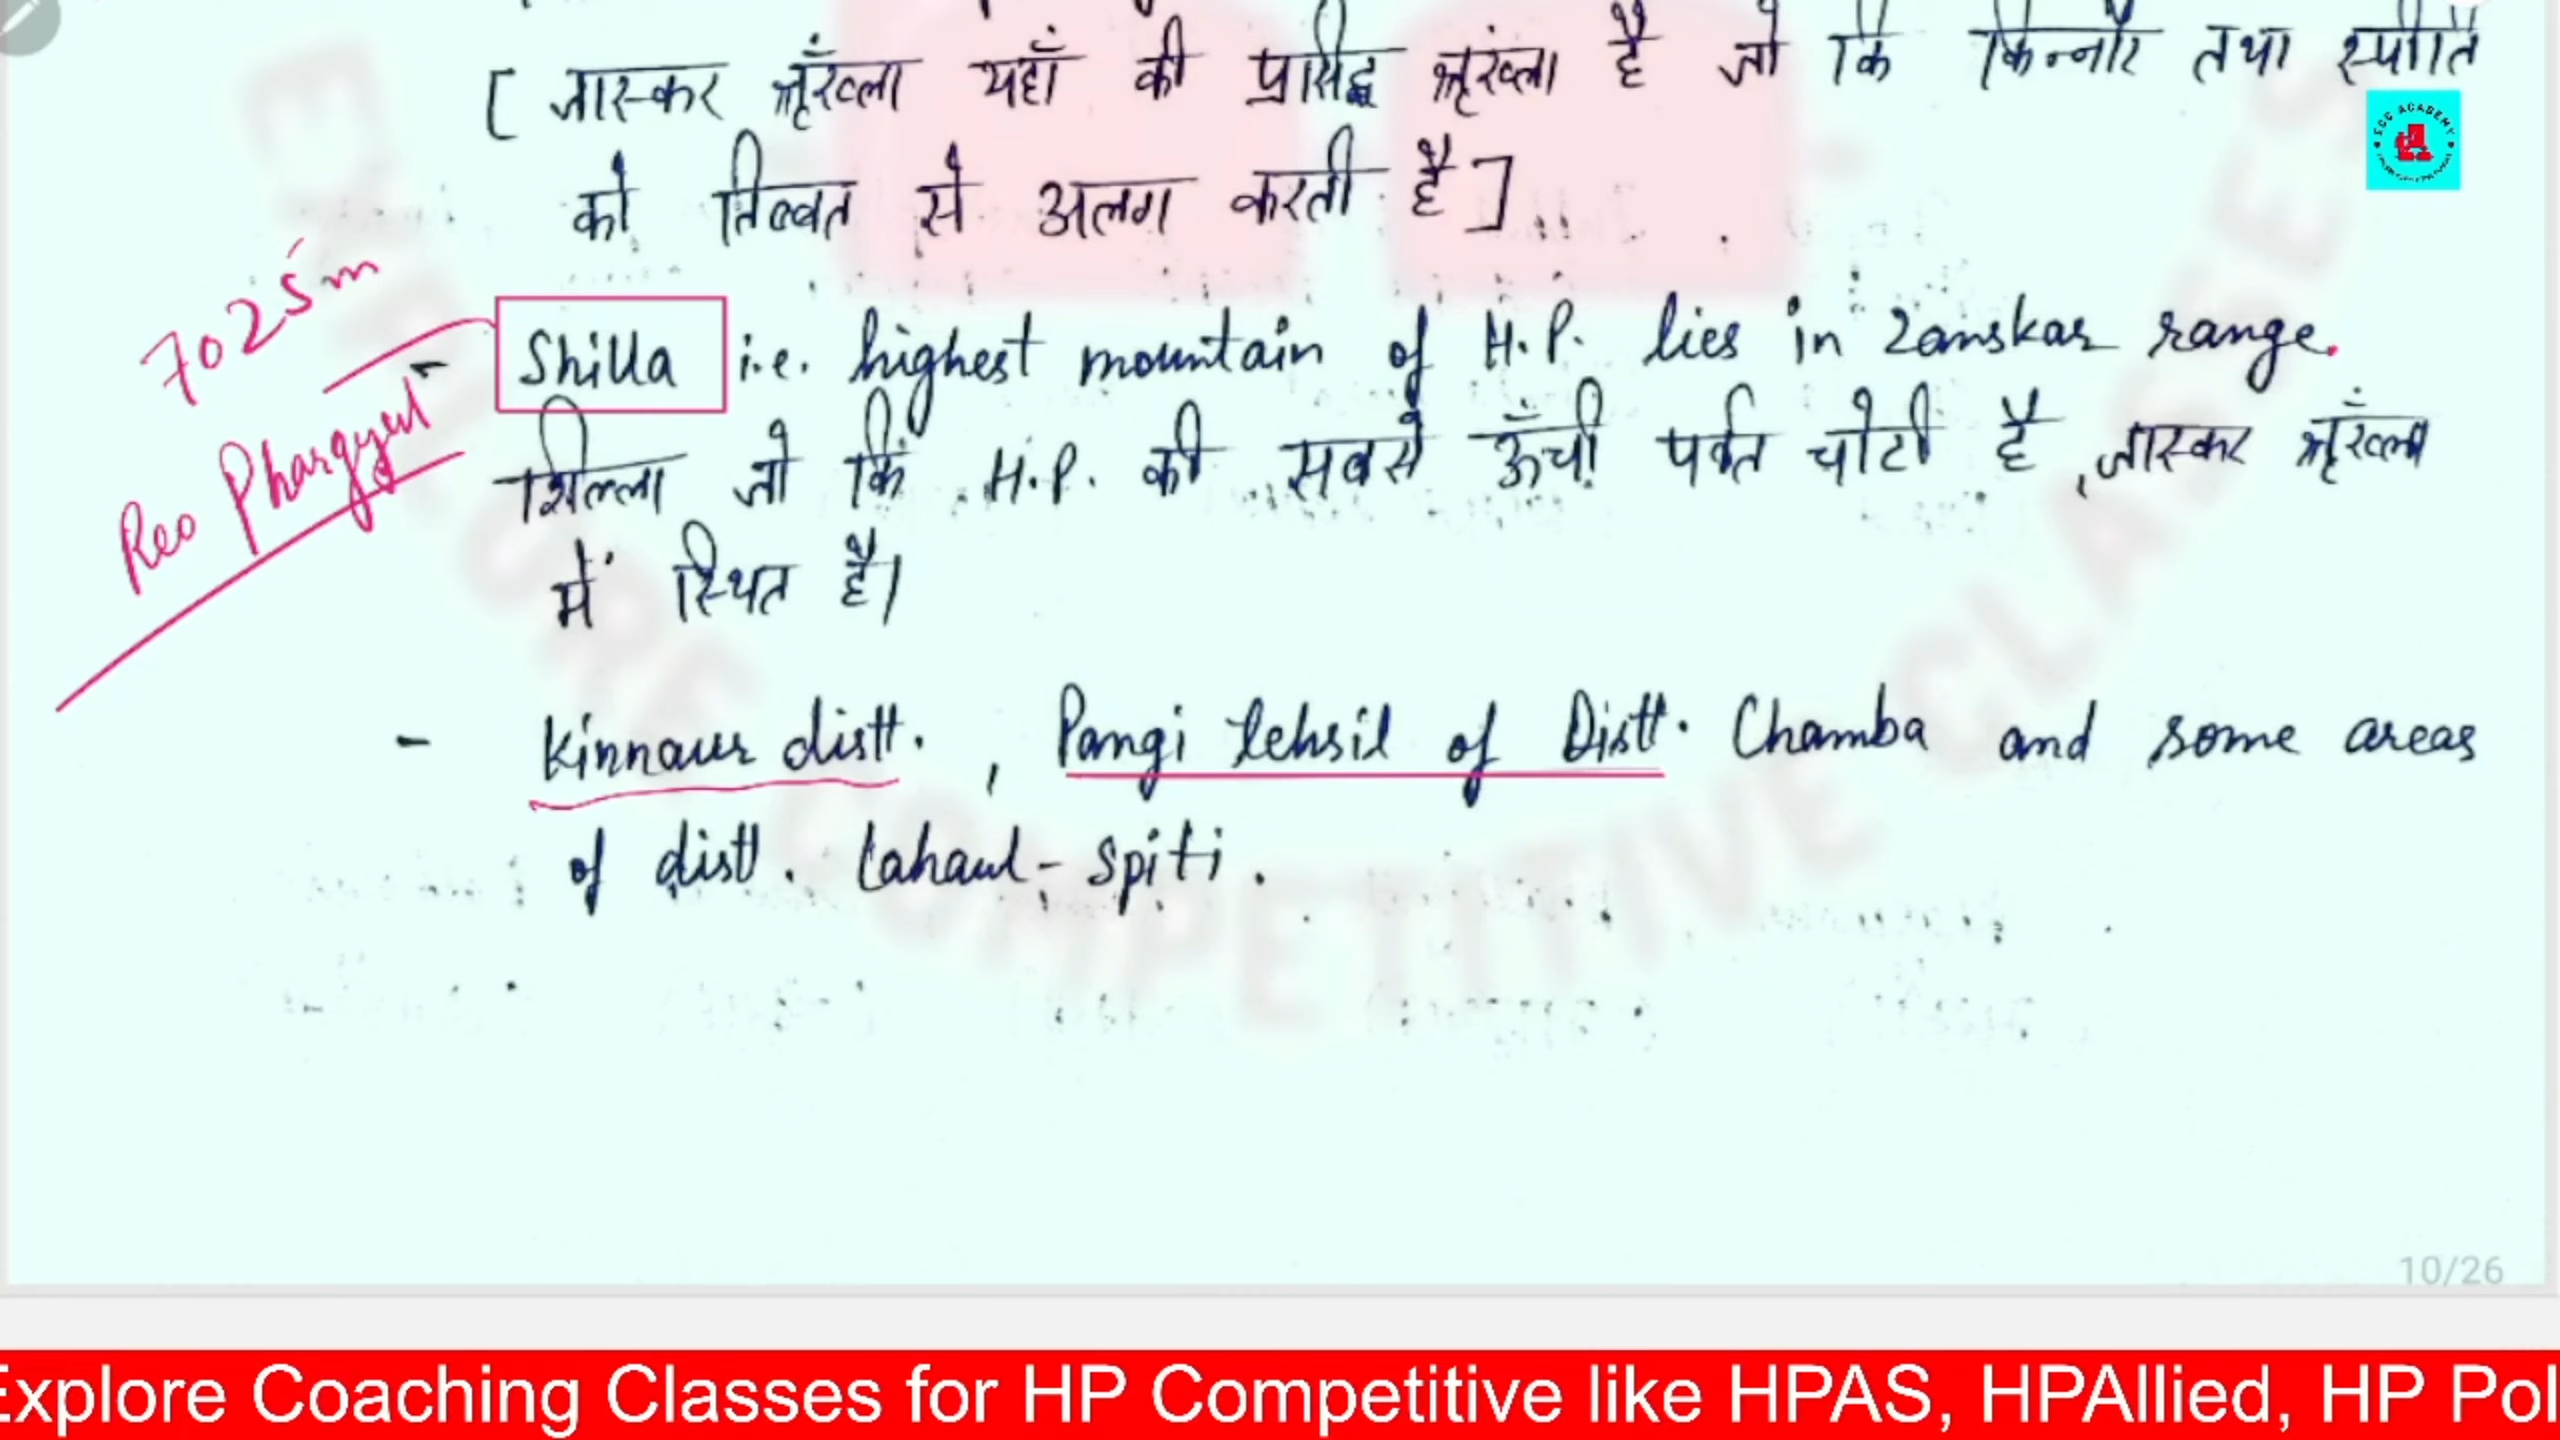 [ जास्कर श्रृंखला यहाँ की प्रसिद्ध श्रृंखला है जो कि किन्नौर तथा स्पीति
को तिब्बत से अलग करती है ]
7025m
- Shilla i.e. highest mountain of H.P. lies in Zanskar range.
Reo Phargyul
शिल्ला जो कि H.P. की सबसे ऊँची पर्वत चोटी है , जास्कर श्रृंखला
में स्थित है।
- Kinnaur distt. , Pangi tehsil of Distt. Chamba and some areas
of distt. Lahaul-Spiti.
COMPETITIVE CLASSES
10/26
Explore Coaching Classes for HP Competitive like HPAS, HPAllied, HP Pol